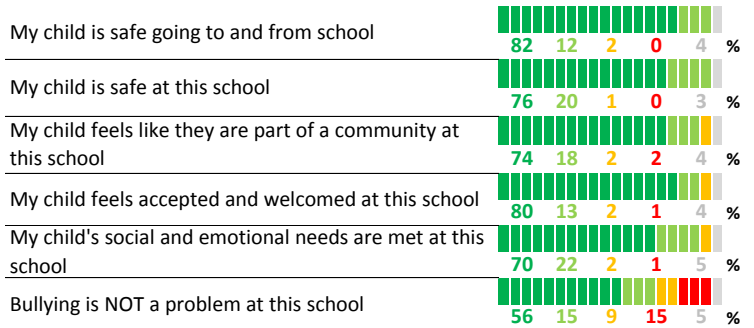 My child is safe going to and from school
82 12 2 0 4 %
My child is safe at this school
76 20 1 0 3 %
My child feels like they are part of a community at
this school
74 18 2 2 4 %
My child feels accepted and welcomed at this school
80 13 2 1 4 %
My child's social and emotional needs are met at this
school
70 22 2 1 5 %
Bullying is NOT a problem at this school
56 15 9 15 5 %